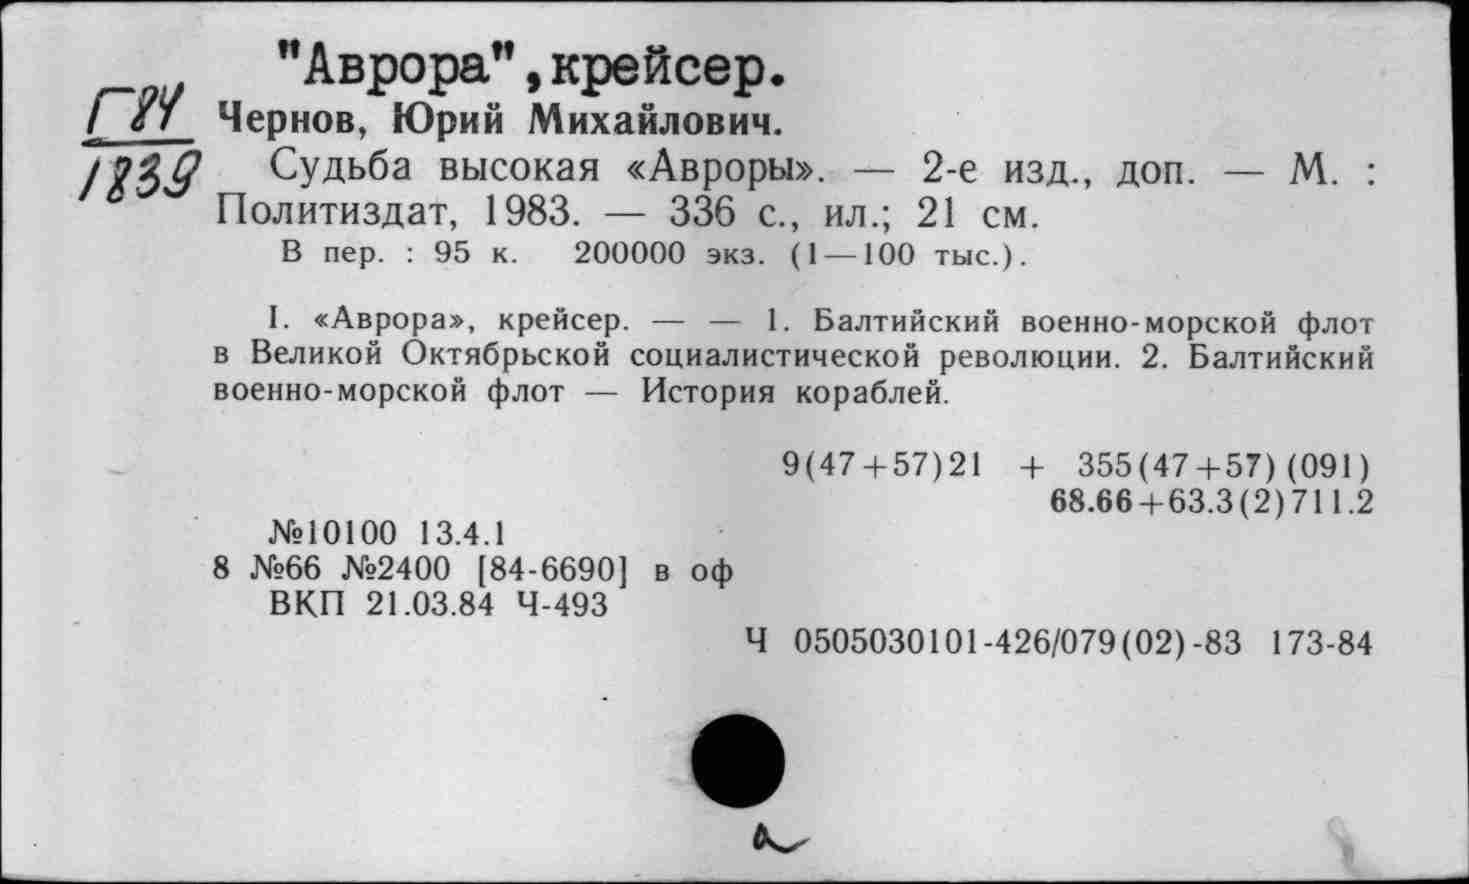 "Аврора", крейсер.
Чернов, Юрий Михайлович.
1839 Судьба высокая «Авроры». — 2-е изд., доп. — М. :
Политиздат, 1983. — 336 с., ил.; 21 см.
В пер. : 95 к. 200000 экз. (1—100 тыс.).
I. «Аврора», крейсер. — — 1. Балтийский военно-морской флот
в Великой Октябрьской социалистической революции. 2. Балтийский
военно-морской флот — История кораблей.
9(47+57)21 + 355(47+57)(091)
68.66+63.3(2)711.2
№10100 13.4.1
8 №66 №2400 [84-6690] в оф
ВКП 21.03.84 Ч-493
Ч 0505030101-426/079(02)-83 173-84